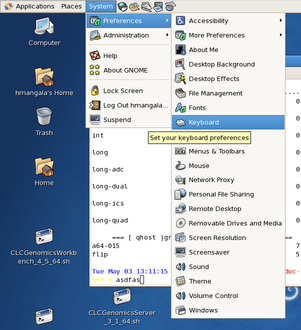 Applications Places System
Computer
hmangala's Home
Trash
Home
CLCGenomicsWorkb
ench_4_5_64.sh
CLCGenomicsServer
_3_1_64.sh
Preferences
Administration
Help
About GNOME
Lock Screen
Log Out hmangala...
Suspend
Accessibility
More Preferences
About Me
Desktop Background
Desktop Effects
File Management
Fonts
Keyboard
Set your keyboard preferences
Menus & Toolbars
Mouse
Network Proxy
Personal File Sharing
Remote Desktop
Removable Drives and Media
Screen Resolution
Screensaver
Sound
Theme
Volume Control
Windows
int
long
long-adc
long-dual
long-ics
long-quad
=== [ qhost |g
a64-015
flip
Tue May 03 13:11:15
asdfas